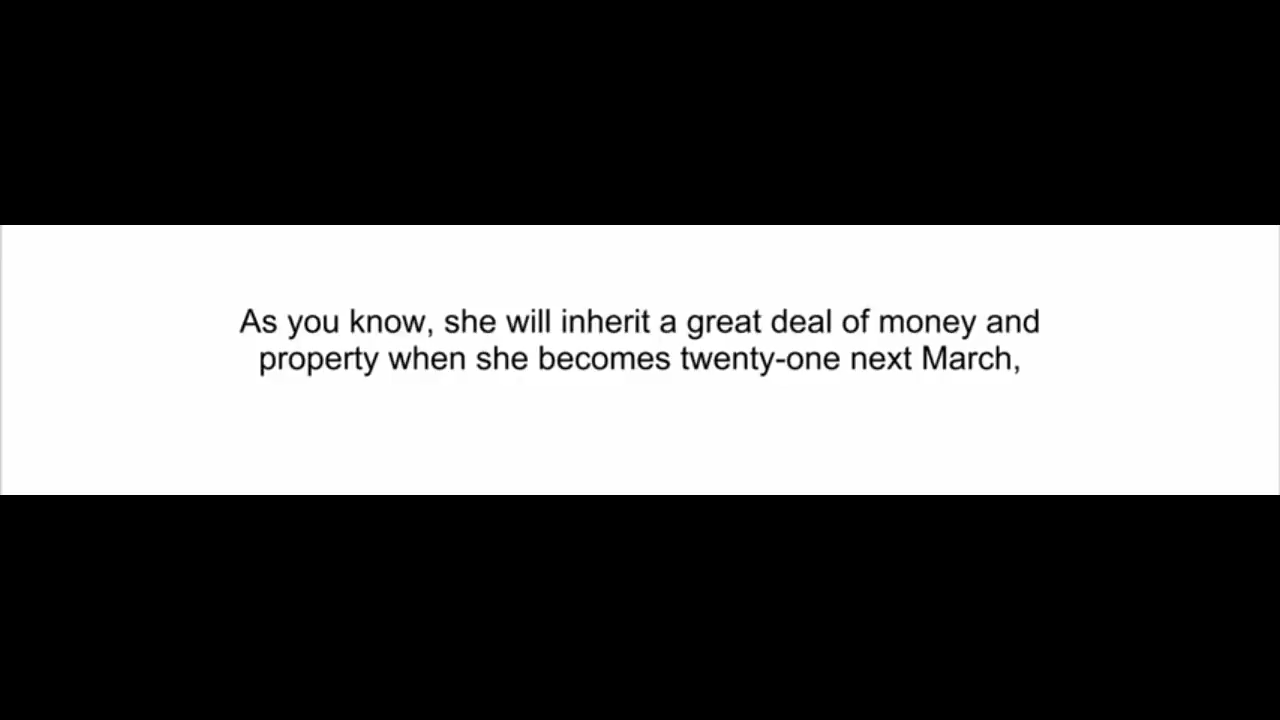 As you know, she will inherit a great deal of money and
property when she becomes twenty-one next March,